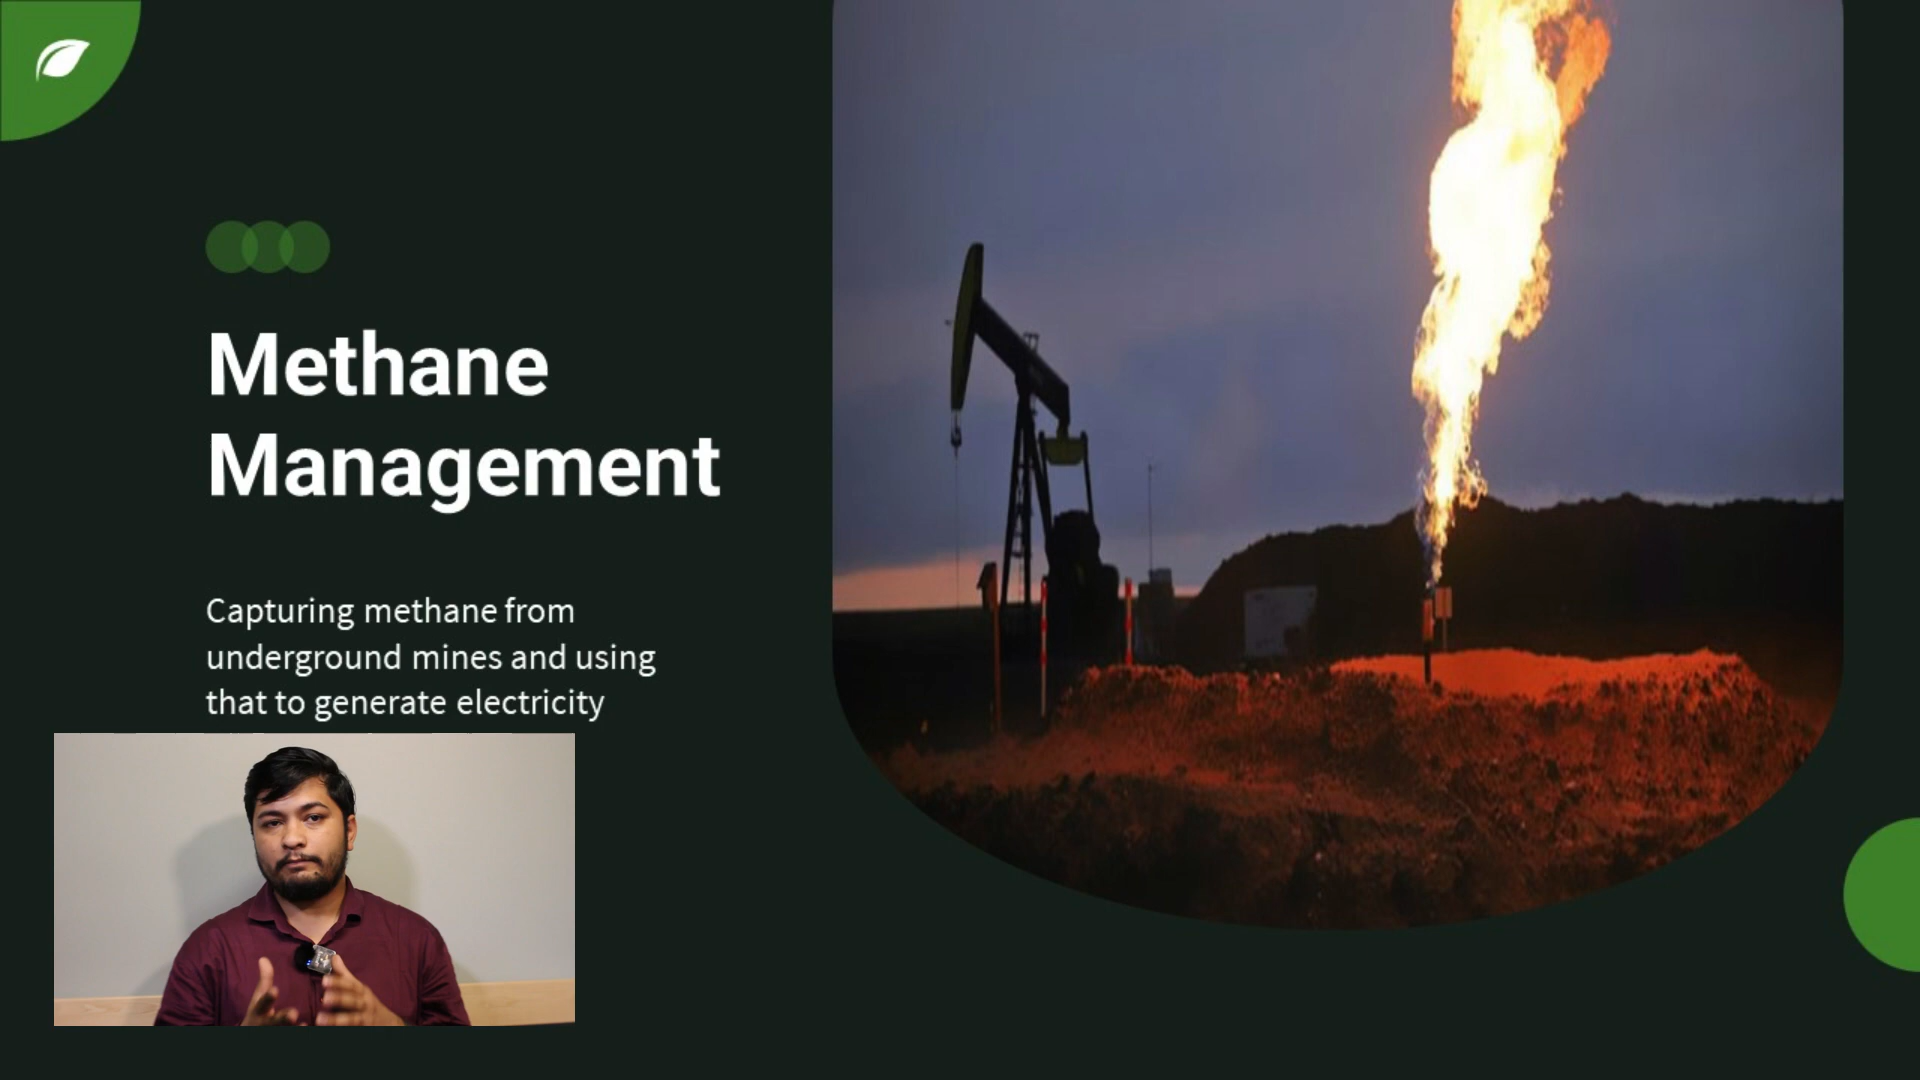 Methane
Management
Capturing methane from
underground mines and using
that to generate electricity